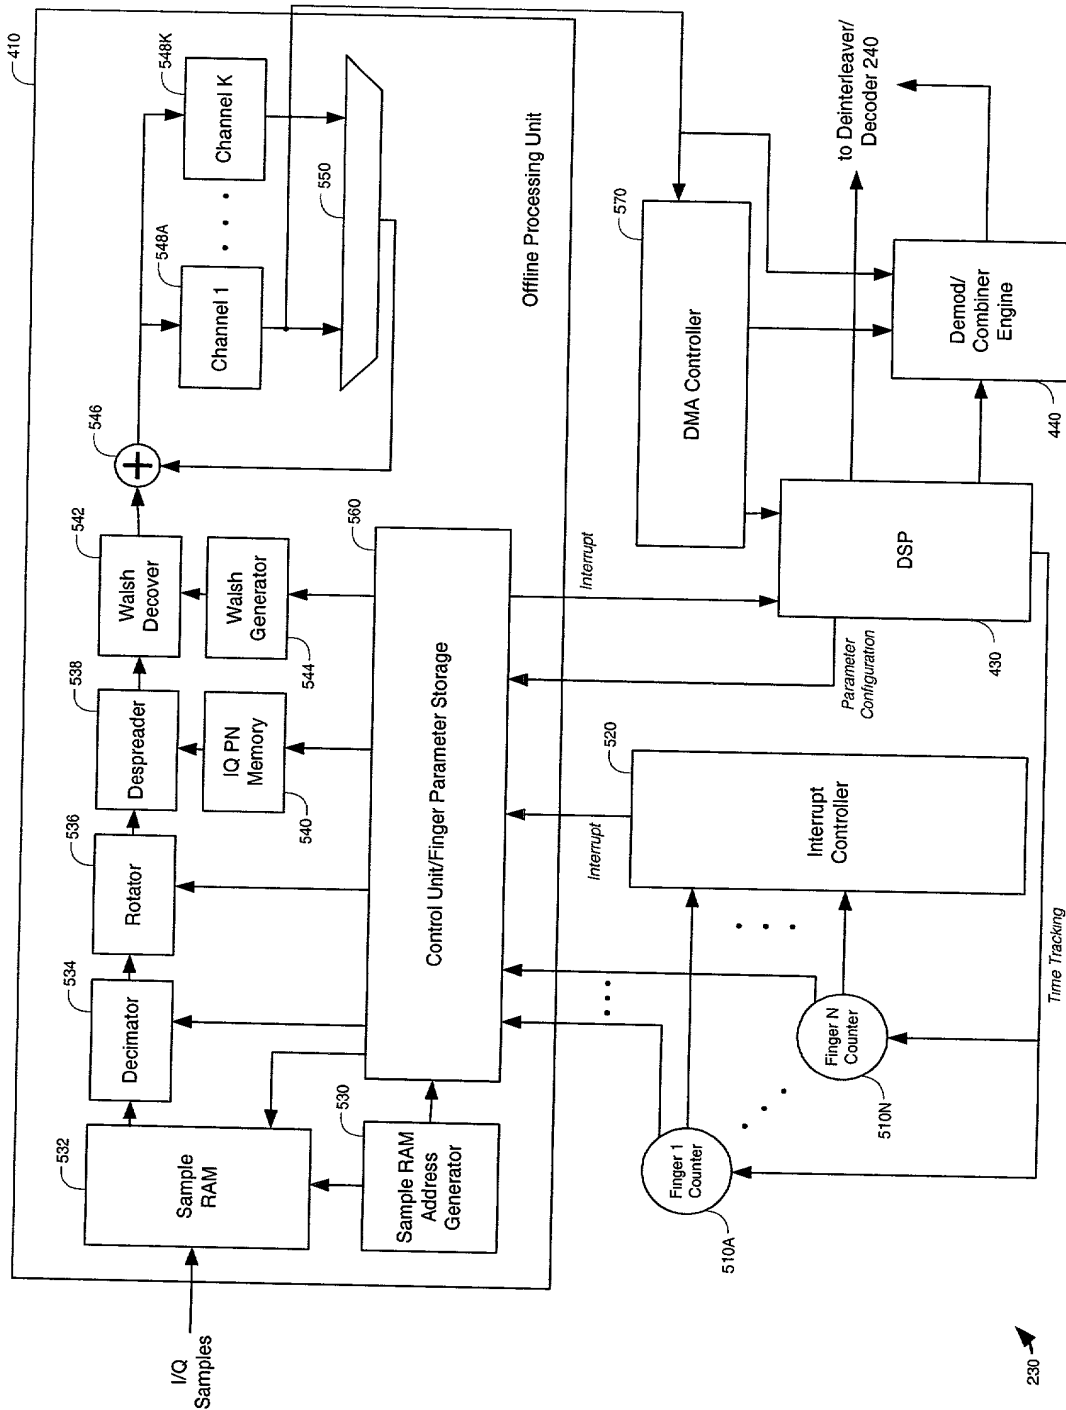 410
I/Q
Samples
532
Sample
RAM
534
Decimator
536
Rotator
538
Despreader
542
Walsh
Decover
546
+
548A
Channel 1
548K
Channel K
550
530
Sample RAM
Address
Generator
540
IQ PN
Memory
544
Walsh
Generator
560
Control Unit/Finger Parameter Storage
Offline Processing Unit
Interrupt
Interrupt
Parameter
Configuration
510A
Finger 1
Counter
510N
Finger N
Counter
520
Interrupt
Controller
430
DSP
570
DMA Controller
440
Demod/
Combiner
Engine
to Deinterleaver/
Decoder 240
Time Tracking
230